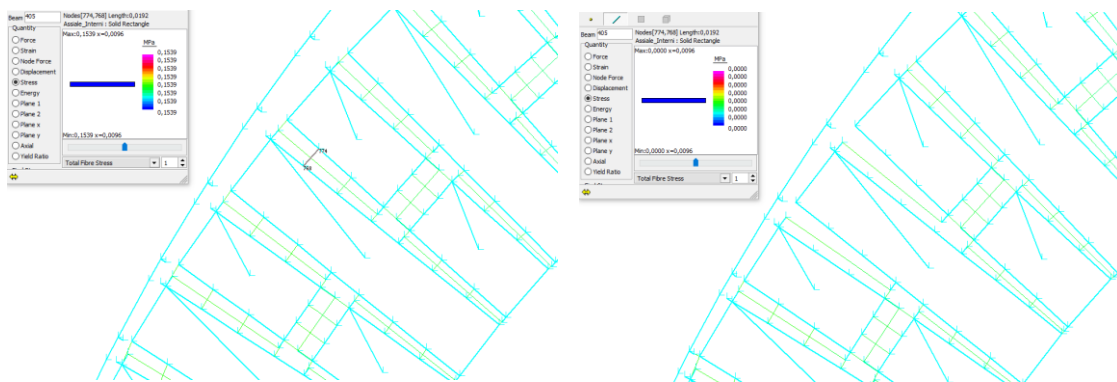 Beam 405 Nodes[774,768] Length:0,0192
Quantity Assiale_Interni : Solid Rectangle
Force Max:0,1539 x=0,0096
Strain MPa
Node Force 0,1539
Displacement 0,1539
Stress 0,1539
Energy 0,1539
Plane 1 0,1539
Plane 2 0,1539
Plane x 0,1539
Plane y
Axial Min:0,1539 x=0,0096
Yield Ratio
Total Fibre Stress 1
774
768
Beam 405 Nodes[774,768] Length:0,0192
Quantity Assiale_Interni : Solid Rectangle
Force Max:0,0000 x=0,0096
Strain MPa
Node Force 0,0000
Displacement 0,0000
Stress 0,0000
Energy 0,0000
Plane 1 0,0000
Plane 2 0,0000
Plane x 0,0000
Plane y
Axial Min:0,0000 x=0,0096
Yield Ratio
Total Fibre Stress 1